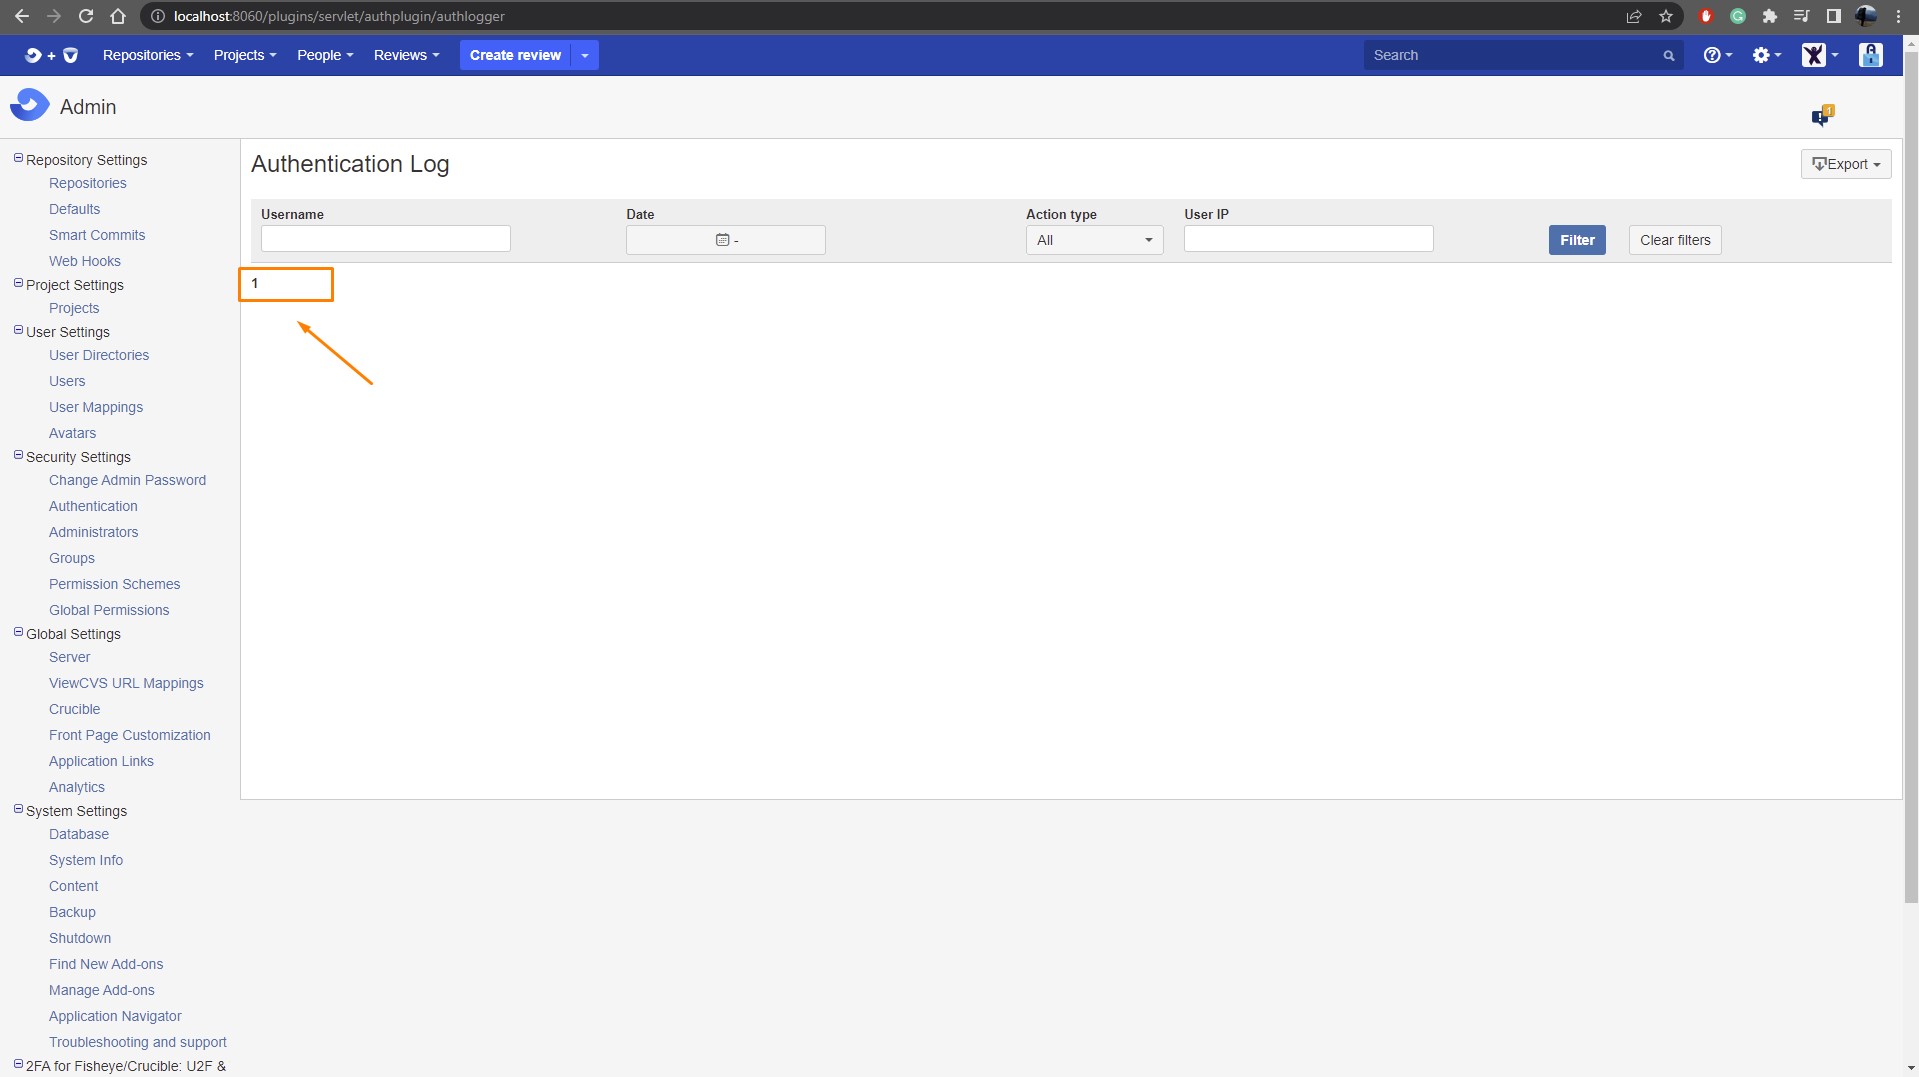 localhost:8060/plugins/servlet/authplugin/authlogger
+ Repositories Projects People Reviews Create review Search
Admin
1
Repository Settings
Repositories
Defaults
Smart Commits
Web Hooks
Project Settings
Projects
User Settings
User Directories
Users
User Mappings
Avatars
Security Settings
Change Admin Password
Authentication
Administrators
Groups
Permission Schemes
Global Permissions
Global Settings
Server
ViewCVS URL Mappings
Crucible
Front Page Customization
Application Links
Analytics
System Settings
Database
System Info
Content
Backup
Shutdown
Find New Add-ons
Manage Add-ons
Application Navigator
Troubleshooting and support
2FA for Fisheye/Crucible: U2F &
Authentication Log
Export
Username Date Action type User IP
- All Filter Clear filters
1